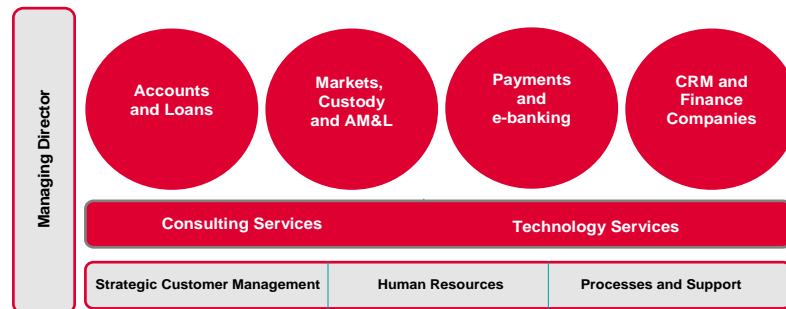 Managing Director
Accounts
and Loans
Markets,
Custody
and AM&L
Payments
and
e-banking
CRM and
Finance
Companies
Consulting Services
Technology Services
Strategic Customer Management
Human Resources
Processes and Support